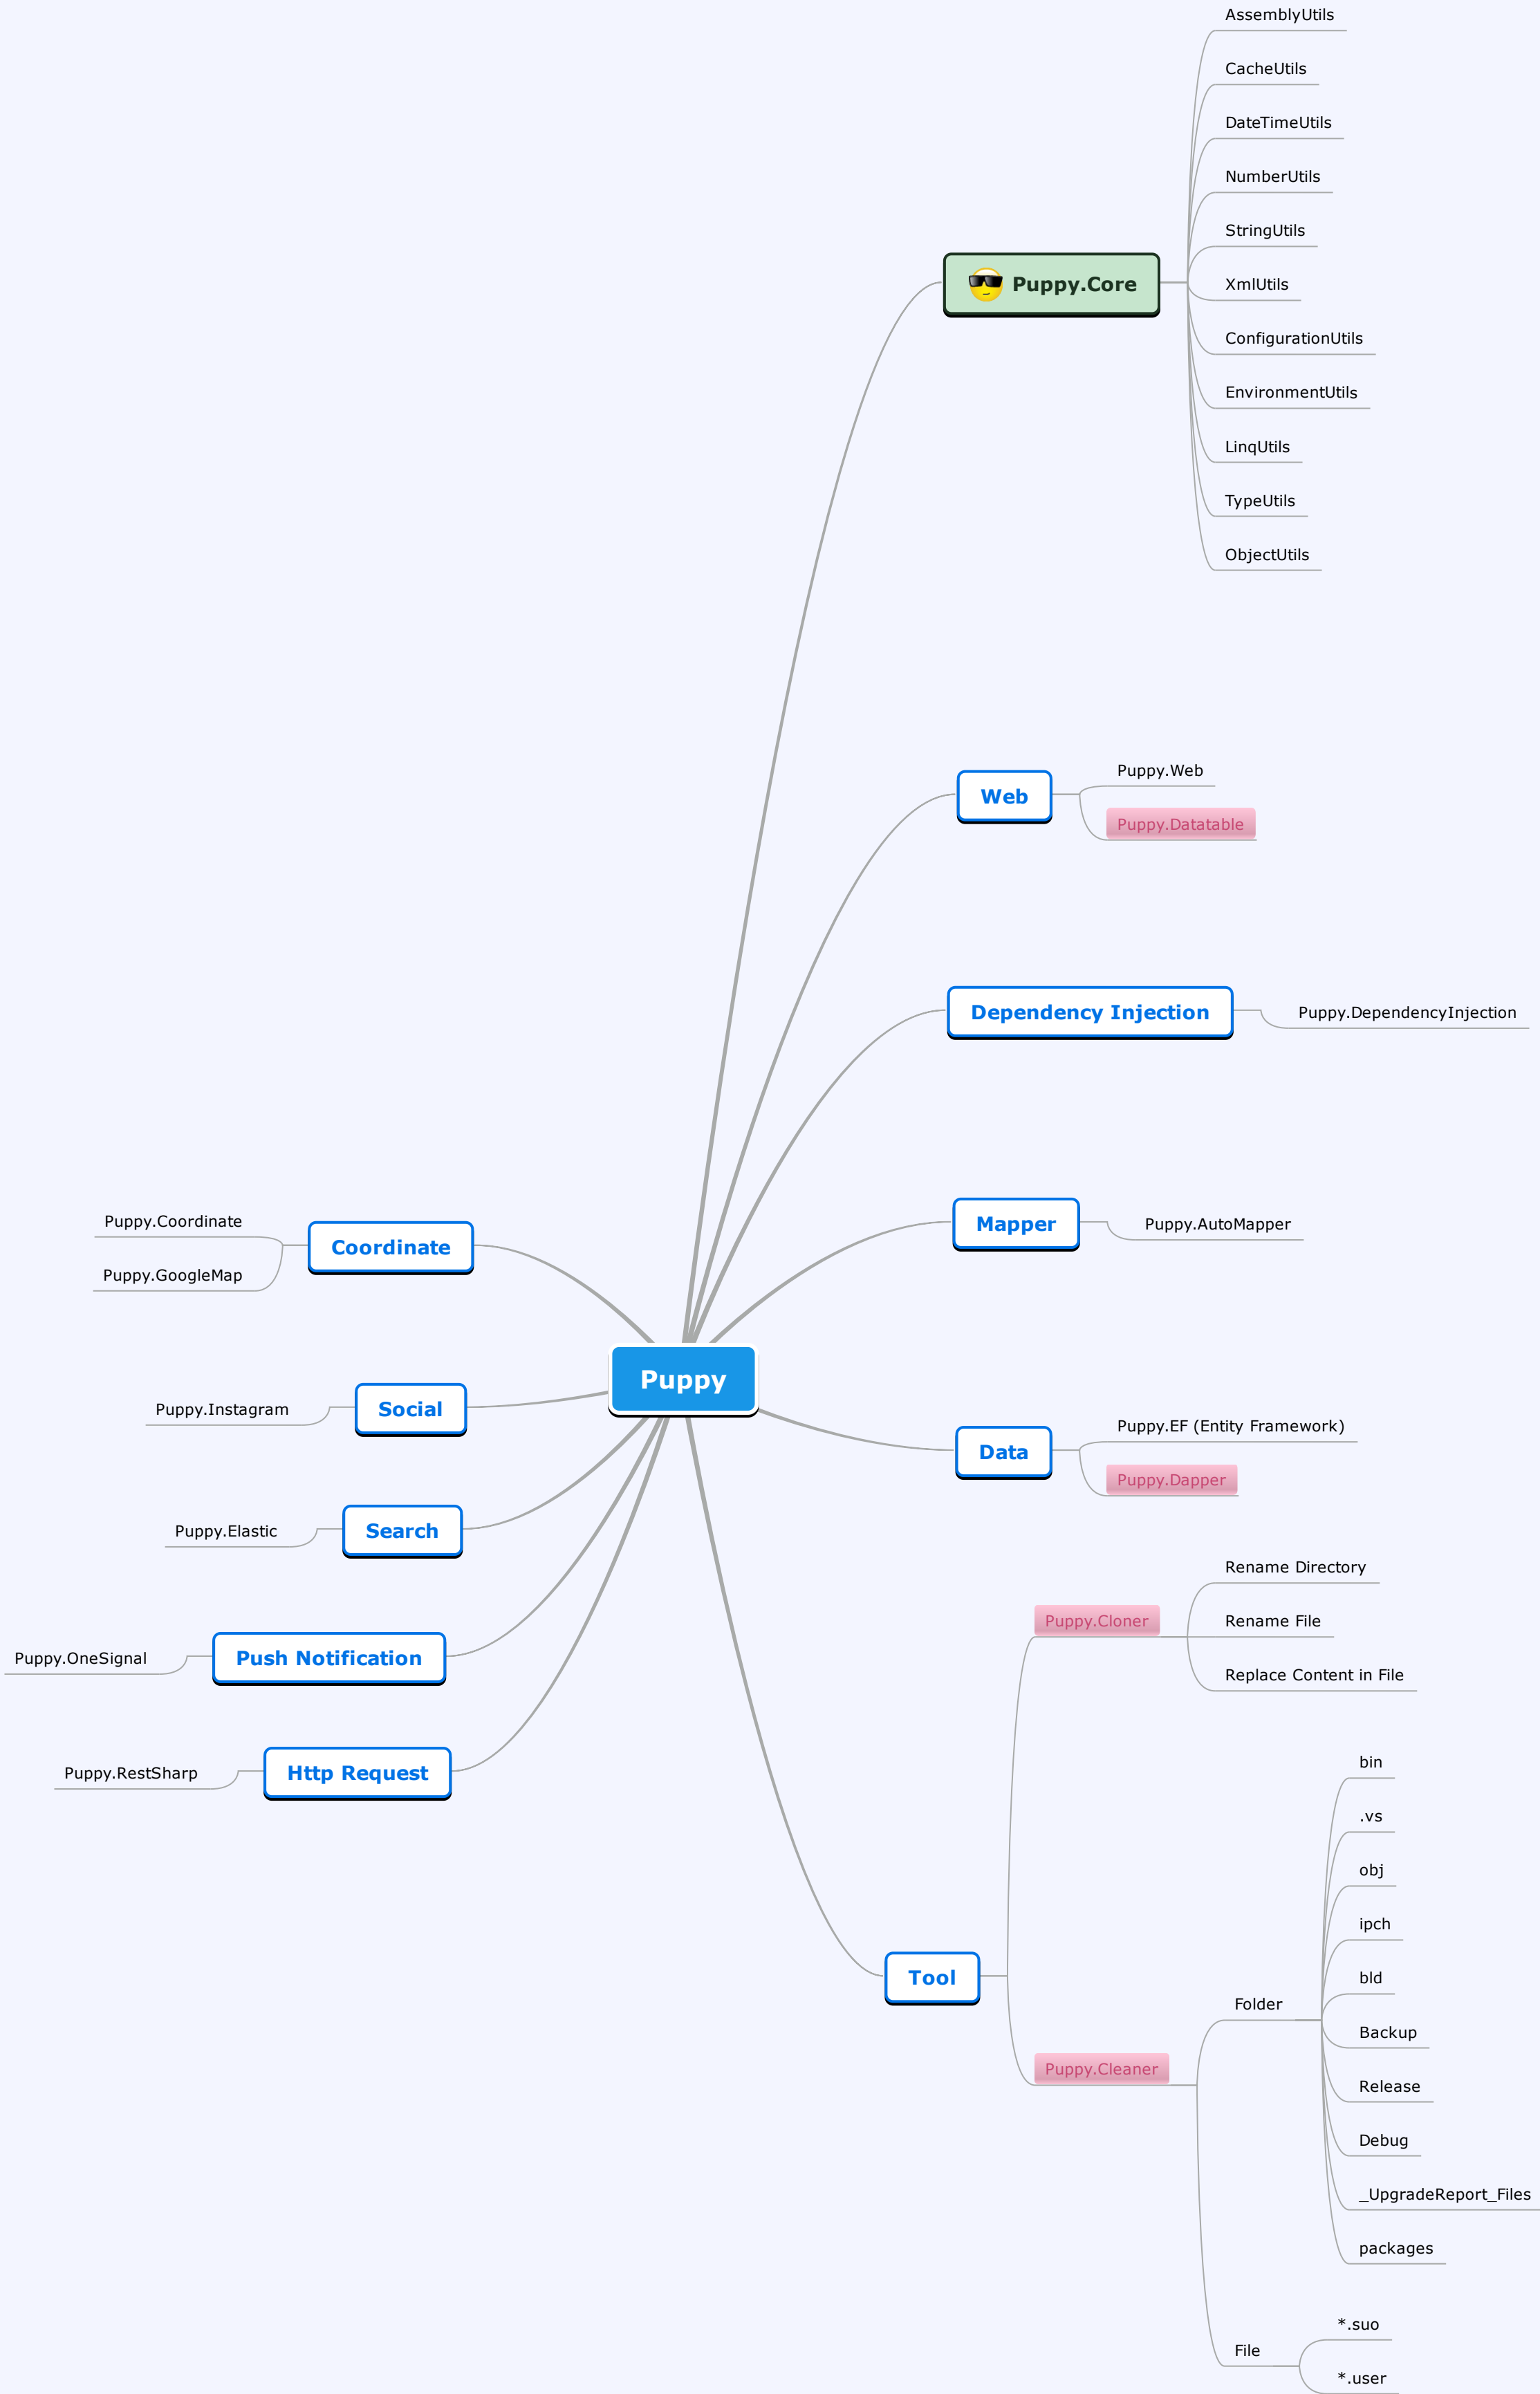 AssemblyUtils
CacheUtils
DateTimeUtils
NumberUtils
StringUtils
Puppy.Core
XmlUtils
ConfigurationUtils
EnvironmentUtils
LinqUtils
TypeUtils
ObjectUtils
Web
Puppy.Web
Puppy.Datatable
Dependency Injection
Puppy.DependencyInjection
Mapper
Puppy.AutoMapper
Puppy.Coordinate
Coordinate
Puppy.GoogleMap
Puppy
Puppy.Instagram
Social
Data
Puppy.EF (Entity Framework)
Puppy.Dapper
Puppy.Elastic
Search
Puppy.OneSignal
Push Notification
Puppy.RestSharp
Http Request
Tool
Puppy.Cloner
Rename Directory
Rename File
Replace Content in File
Puppy.Cleaner
Folder
bin
.vs
obj
ipch
bld
Backup
Release
Debug
_UpgradeReport_Files
packages
File
*.suo
*.user